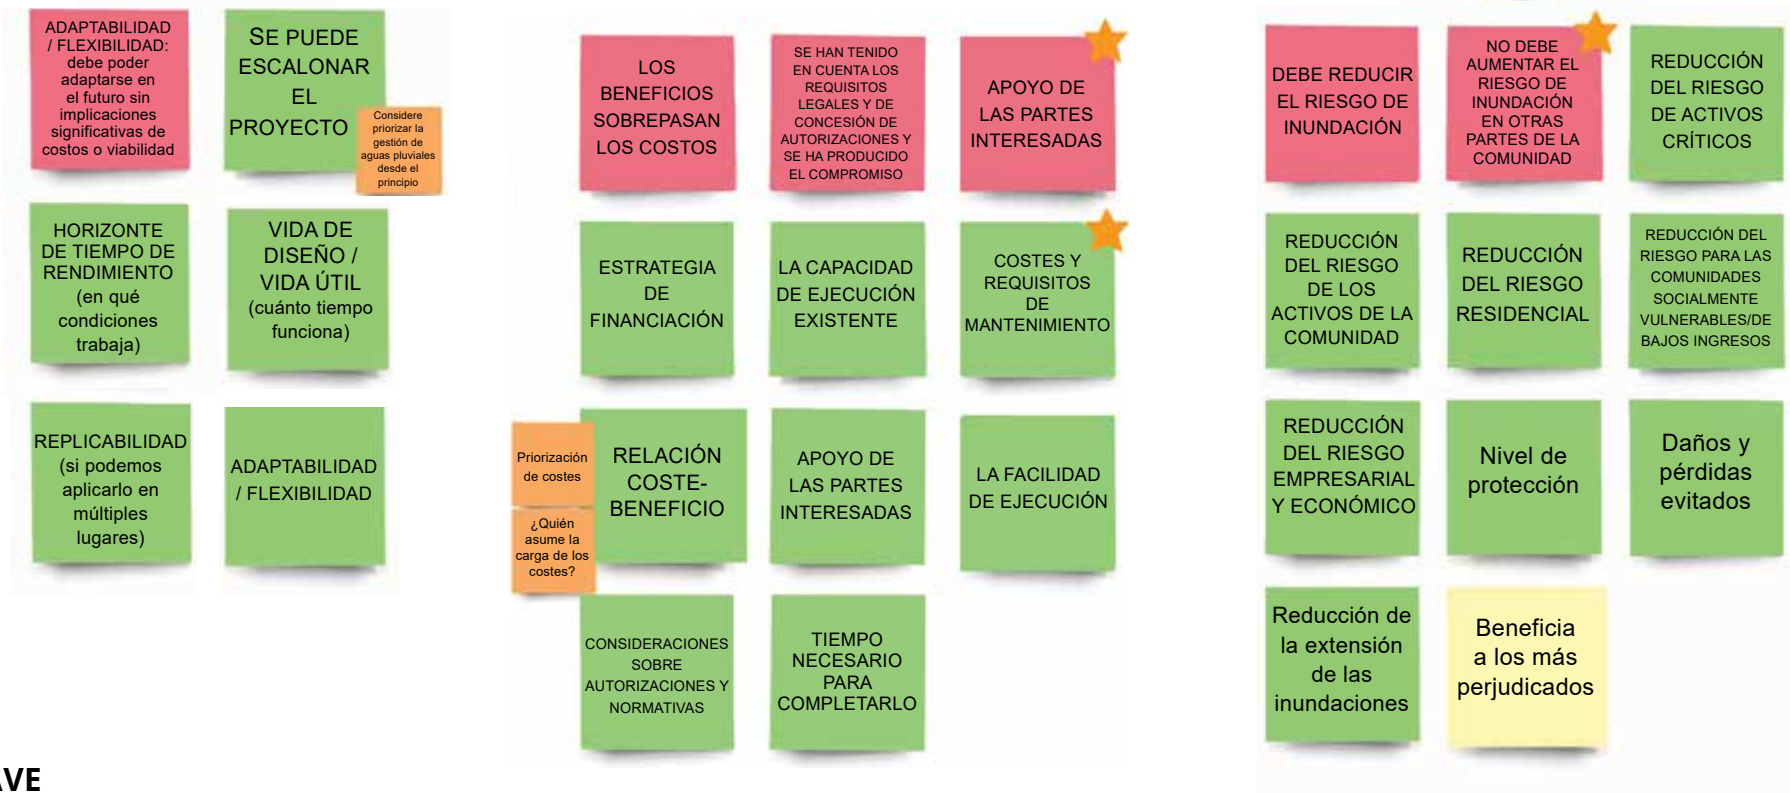 ADAPTABILIDAD
/ FLEXIBILIDAD:
debe poder
adaptarse en
el futuro sin
implicaciones
significativas de
costos o viabilidad
SE PUEDE
ESCALONAR
EL
PROYECTO
Considere
priorizar la
gestión de
aguas pluviales
desde el
principio
HORIZONTE
DE TIEMPO DE
RENDIMIENTO
(en qué
condiciones
trabaja)
VIDA DE
DISEÑO /
VIDA ÚTIL
(cuánto tiempo
funciona)
REPLICABILIDAD
(si podemos
aplicarlo en
múltiples
lugares)
ADAPTABILIDAD
/ FLEXIBILIDAD
LOS
BENEFICIOS
SOBREPASAN
LOS COSTOS
SE HAN TENIDO
EN CUENTA LOS
REQUISITOS
LEGALES Y DE
CONCESIÓN DE
AUTORIZACIONES Y
SE HA PRODUCIDO
EL COMPROMISO
APOYO DE
LAS PARTES
INTERESADAS
ESTRATEGIA
DE
FINANCIACIÓN
LA CAPACIDAD
DE EJECUCIÓN
EXISTENTE
COSTES Y
REQUISITOS
DE
MANTENIMIENTO
Priorización
de costes
¿Quién
asume la
carga de los
costes?
RELACIÓN
COSTE-
BENEFICIO
APOYO DE
LAS PARTES
INTERESADAS
LA FACILIDAD
DE EJECUCIÓN
CONSIDERACIONES
SOBRE
AUTORIZACIONES Y
NORMATIVAS
TIEMPO
NECESARIO
PARA
COMPLETARLO
DEBE REDUCIR
EL RIESGO DE
INUNDACIÓN
NO DEBE
AUMENTAR EL
RIESGO DE
INUNDACIÓN
EN OTRAS
PARTES DE LA
COMUNIDAD
REDUCCIÓN
DEL RIESGO
DE ACTIVOS
CRÍTICOS
REDUCCIÓN
DEL RIESGO
DE LOS
ACTIVOS DE LA
COMUNIDAD
REDUCCIÓN
DEL RIESGO
RESIDENCIAL
REDUCCIÓN DEL
RIESGO PARA LAS
COMUNIDADES
SOCIALMENTE
VULNERABLES/DE
BAJOS INGRESOS
REDUCCIÓN
DEL RIESGO
EMPRESARIAL
Y ECONÓMICO
Nivel de
protección
Daños y
pérdidas
evitados
Reducción de
la extensión
de las
inundaciones
Beneficia
a los más
perjudicados